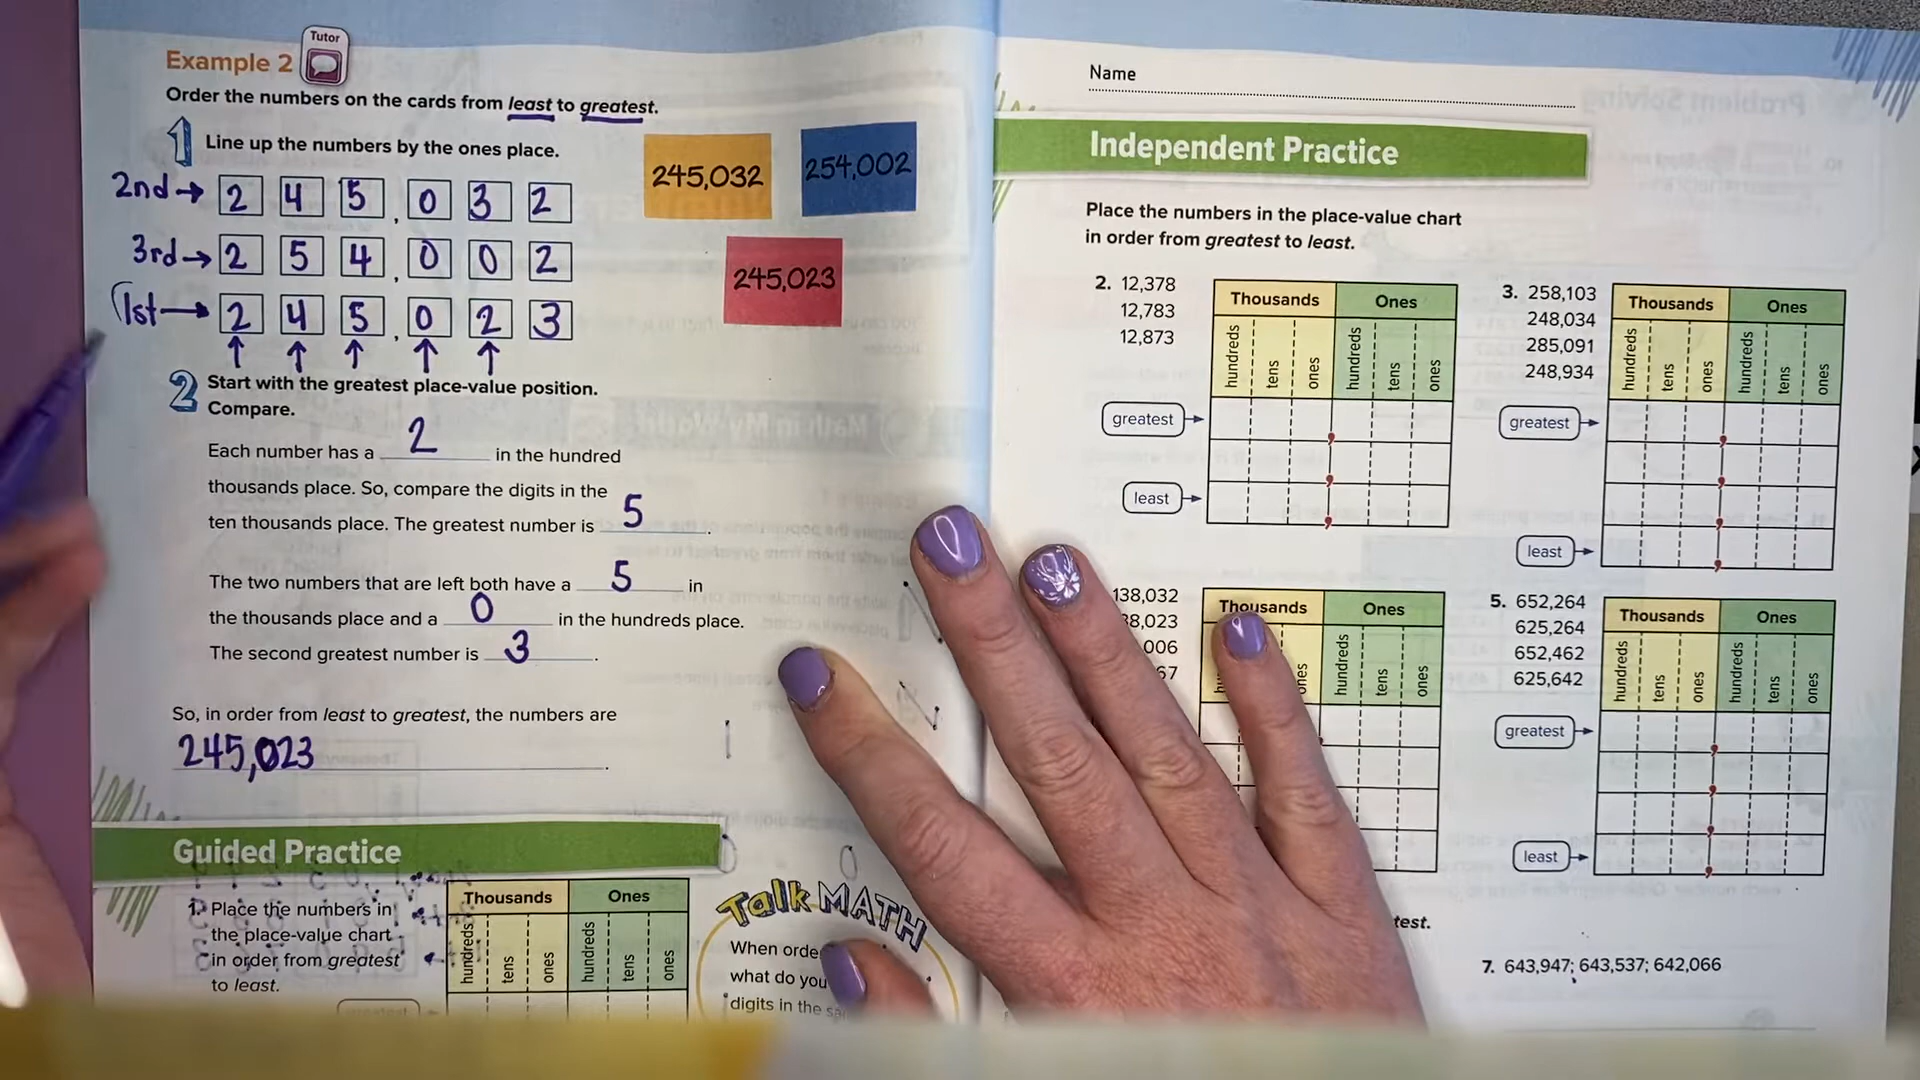 Example 2
Tutor
Order the numbers on the cards from least to greatest.
1 Line up the numbers by the ones place.
2nd → 2 4 5 , 0 3 2
3rd → 2 5 4 , 0 0 2
1st → 2 4 5 , 0 2 3
245,032
254,002
245,023
2 Start with the greatest place-value position.
Compare.
Each number has a 2 in the hundred
thousands place. So, compare the digits in the
ten thousands place. The greatest number is 5.
The two numbers that are left both have a 5 in
the thousands place and a 0 in the hundreds place.
The second greatest number is 3.
So, in order from least to greatest, the numbers are
245,023.
Guided Practice
1. Place the numbers in
the place-value chart
in order from greatest
to least.
Thousands Ones
hundreds tens ones hundreds tens ones
Talk MATH
When orde
what do you
digits in the sa
Name
Independent Practice
Place the numbers in the place-value chart
in order from greatest to least.
2. 12,378
12,783
12,873
Thousands Ones
hundreds tens ones hundreds tens ones
greatest
least
3. 258,103
248,034
285,091
248,934
Thousands Ones
hundreds tens ones hundreds tens ones
greatest
least
138,032
8,023
006
67
Thousands Ones
ones hundreds tens ones
5. 652,264
625,264
652,462
625,642
Thousands Ones
hundreds tens ones hundreds tens ones
greatest
least
test.
7. 643,947; 643,537; 642,066